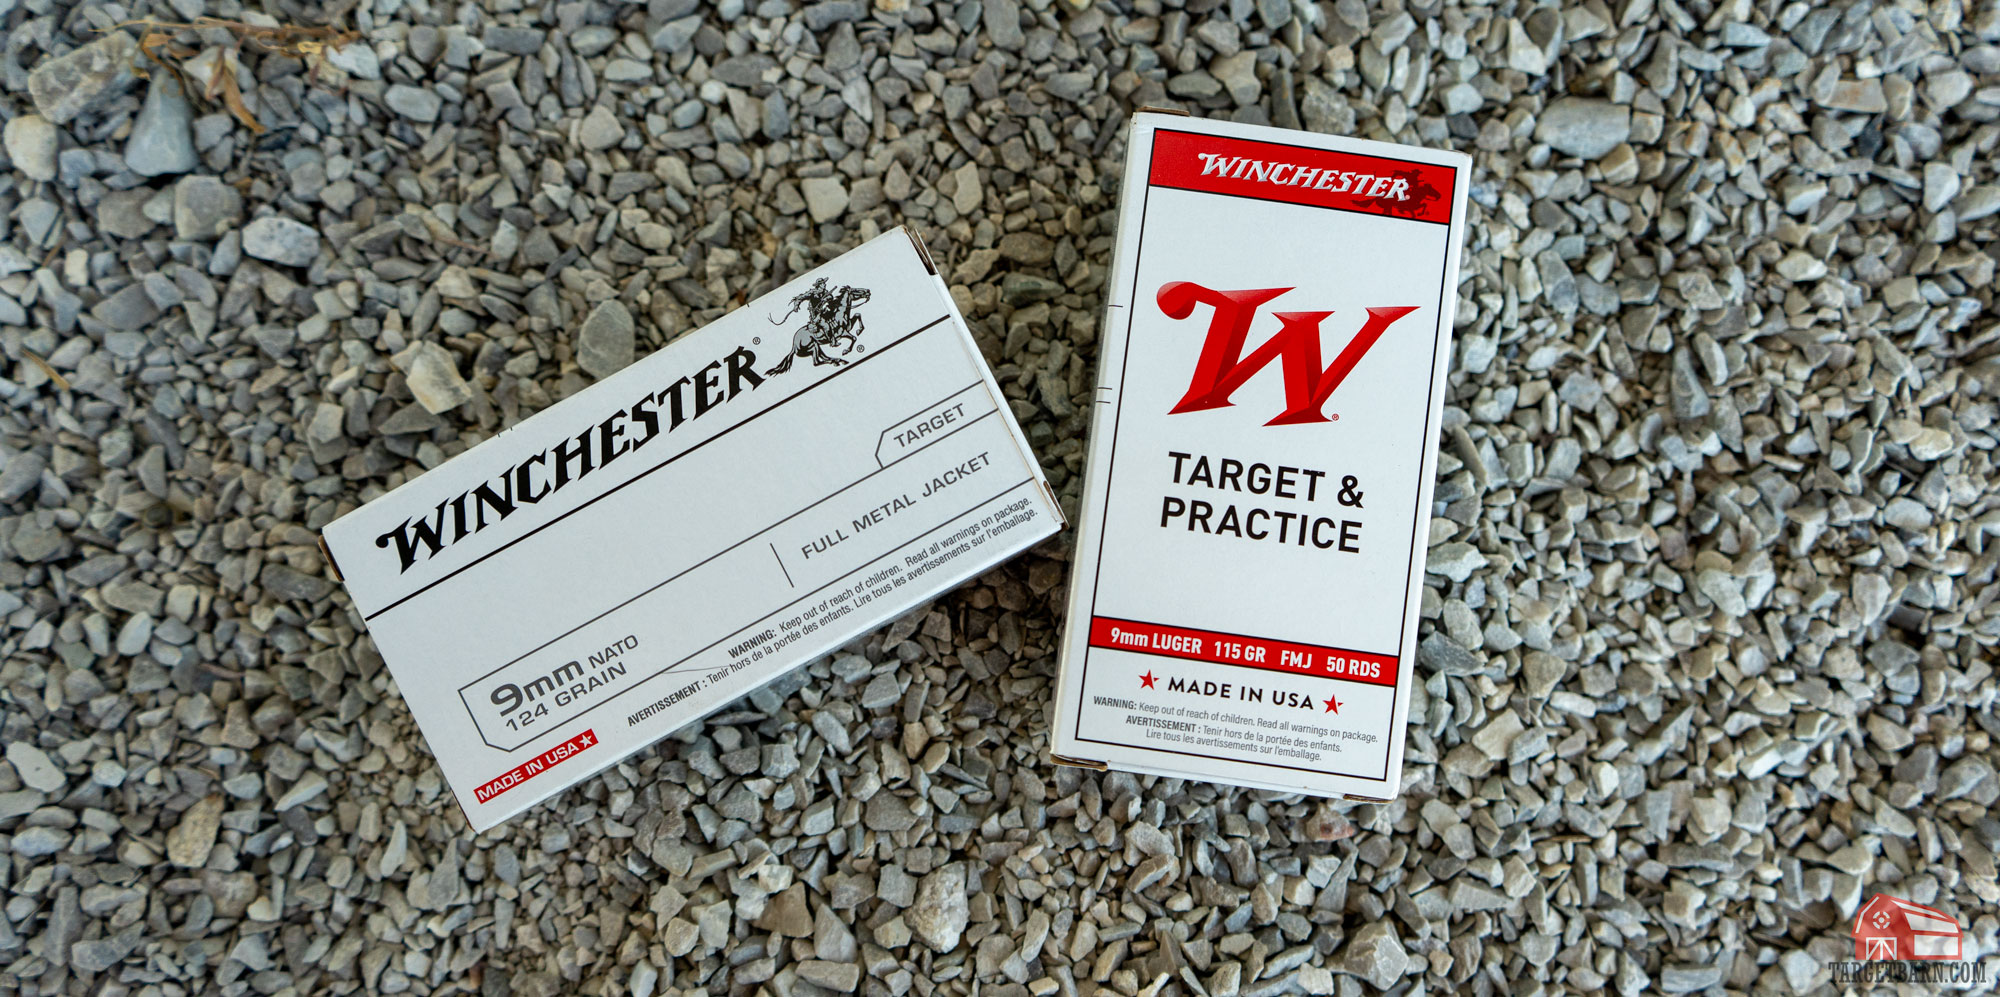 WINCHESTER®
®
TARGET
FULL METAL JACKET
9mm NATO
124 GRAIN
WARNING: Keep out of reach of children. Read all warnings on package.
AVERTISSEMENT : Tenir hors de la portée des enfants. Lire tous les avertissements sur l'emballage.
MADE IN USA
WINCHESTER
W®
TARGET &
PRACTICE
9mm LUGER 115 GR FMJ 50 RDS
MADE IN USA
WARNING: Keep out of reach of children. Read all warnings on package.
AVERTISSEMENT : Tenir hors de la portée des enfants.
Lire tous les avertissements sur l'emballage.
TARGETBARN.COM